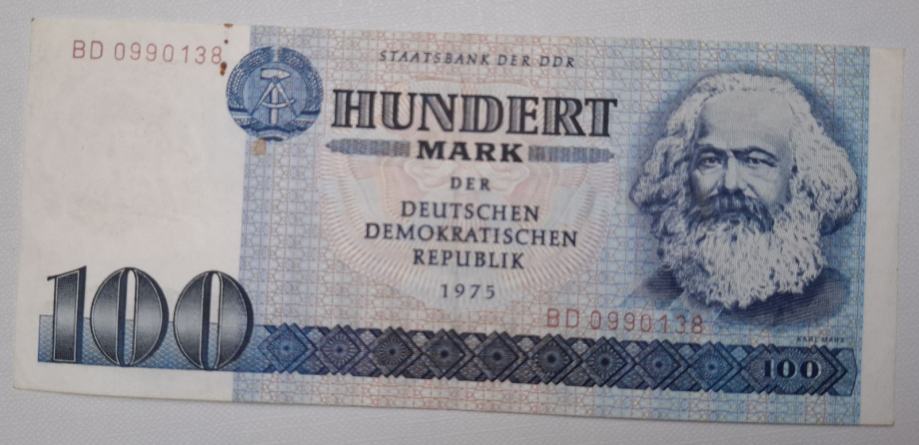 BD 0990138
STAATSBANK DER DDR
HUNDERT
MARK
DER
DEUTSCHEN
DEMOKRATISCHEN
REPUBLIK
1975
BD 0990138
KARL MARX
100
100